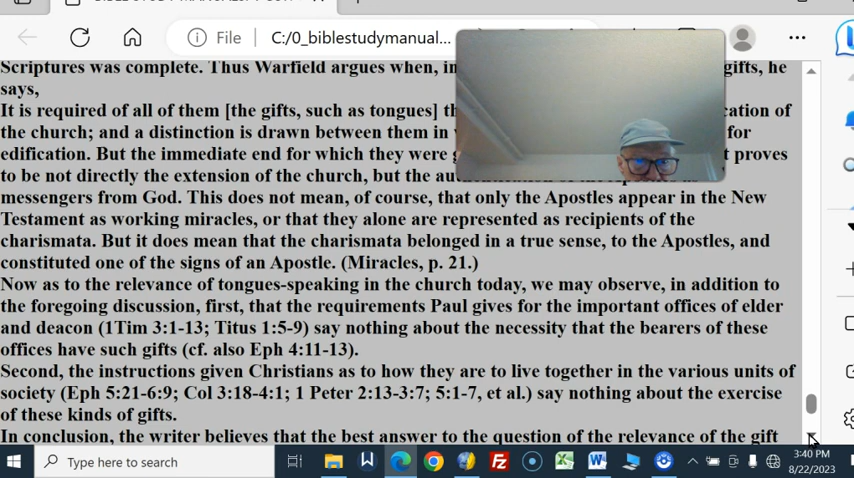 File C:/0_biblestudymanual...
Scriptures was complete. Thus Warfield argues when, in gifts, he
says,
It is required of all of them [the gifts, such as tongues] cation of
the church; and a distinction is drawn between them in for
edification. But the immediate end for which they were proves
to be not directly the extension of the church, but the
messengers from God. This does not mean, of course, that only the Apostles appear in the New
Testament as working miracles, or that they alone are represented as recipients of the
charismata. But it does mean that the charismata belonged in a true sense, to the Apostles, and
constituted one of the signs of an Apostle. (Miracles, p. 21.)
Now as to the relevance of tongues-speaking in the church today, we may observe, in addition to
the foregoing discussion, first, that the requirements Paul gives for the important offices of elder
and deacon (1Tim 3:1-13; Titus 1:5-9) say nothing about the necessity that the bearers of these
offices have such gifts (cf. also Eph 4:11-13).
Second, the instructions given Christians as to how they are to live together in the various units of
society (Eph 5:21-6:9; Col 3:18-4:1; 1 Peter 2:13-3:7; 5:1-7, et al.) say nothing about the exercise
of these kinds of gifts.
In conclusion, the writer believes that the best answer to the question of the relevance of the gift
Type here to search
3:40 PM
8/22/2023